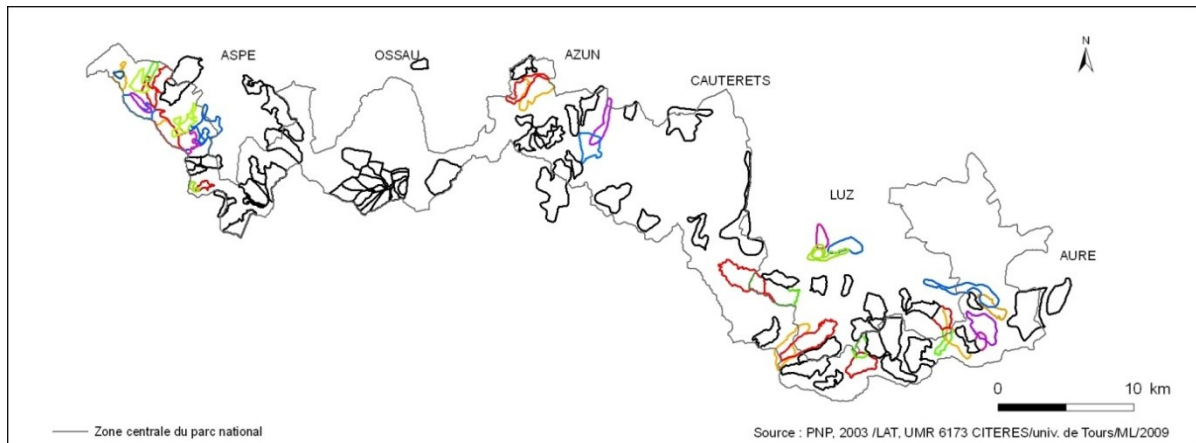 ASPE
OSSAU
AZUN
CAUTERETS
N
LUZ
AURE
0 10 km
Zone centrale du parc national
Source : PNP, 2003 /LAT, UMR 6173 CITERES/univ. de Tours/ML/2009